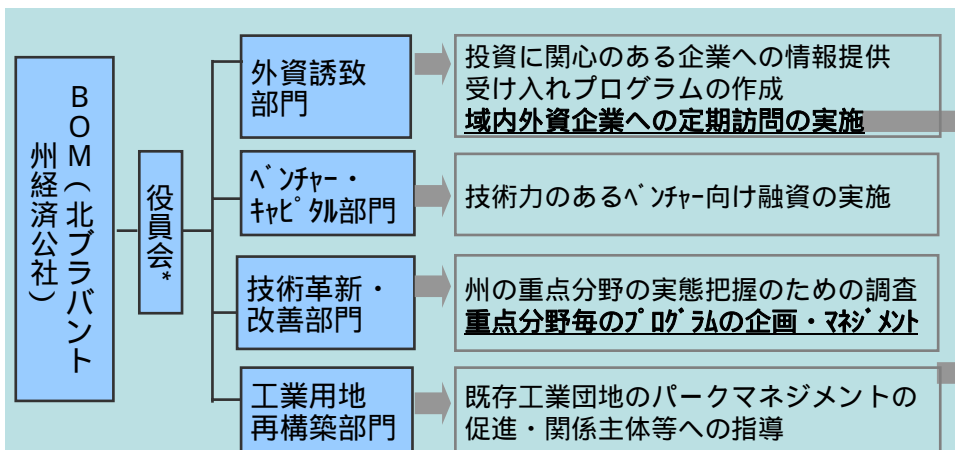 BOM(北ブラバント
州経済公社)
役員会*
外資誘致
部門
投資に関心のある企業への情報提供
受け入れプログラムの作成
域内外資企業への定期訪問の実施
ベンチャー・
キャピタル部門
技術力のあるベンチャー向け融資の実施
技術革新・
改善部門
州の重点分野の実態把握のための調査
重点分野毎のプログラムの企画・マネジメント
工業用地
再構築部門
既存工業団地のパークマネジメントの
促進・関係主体等への指導